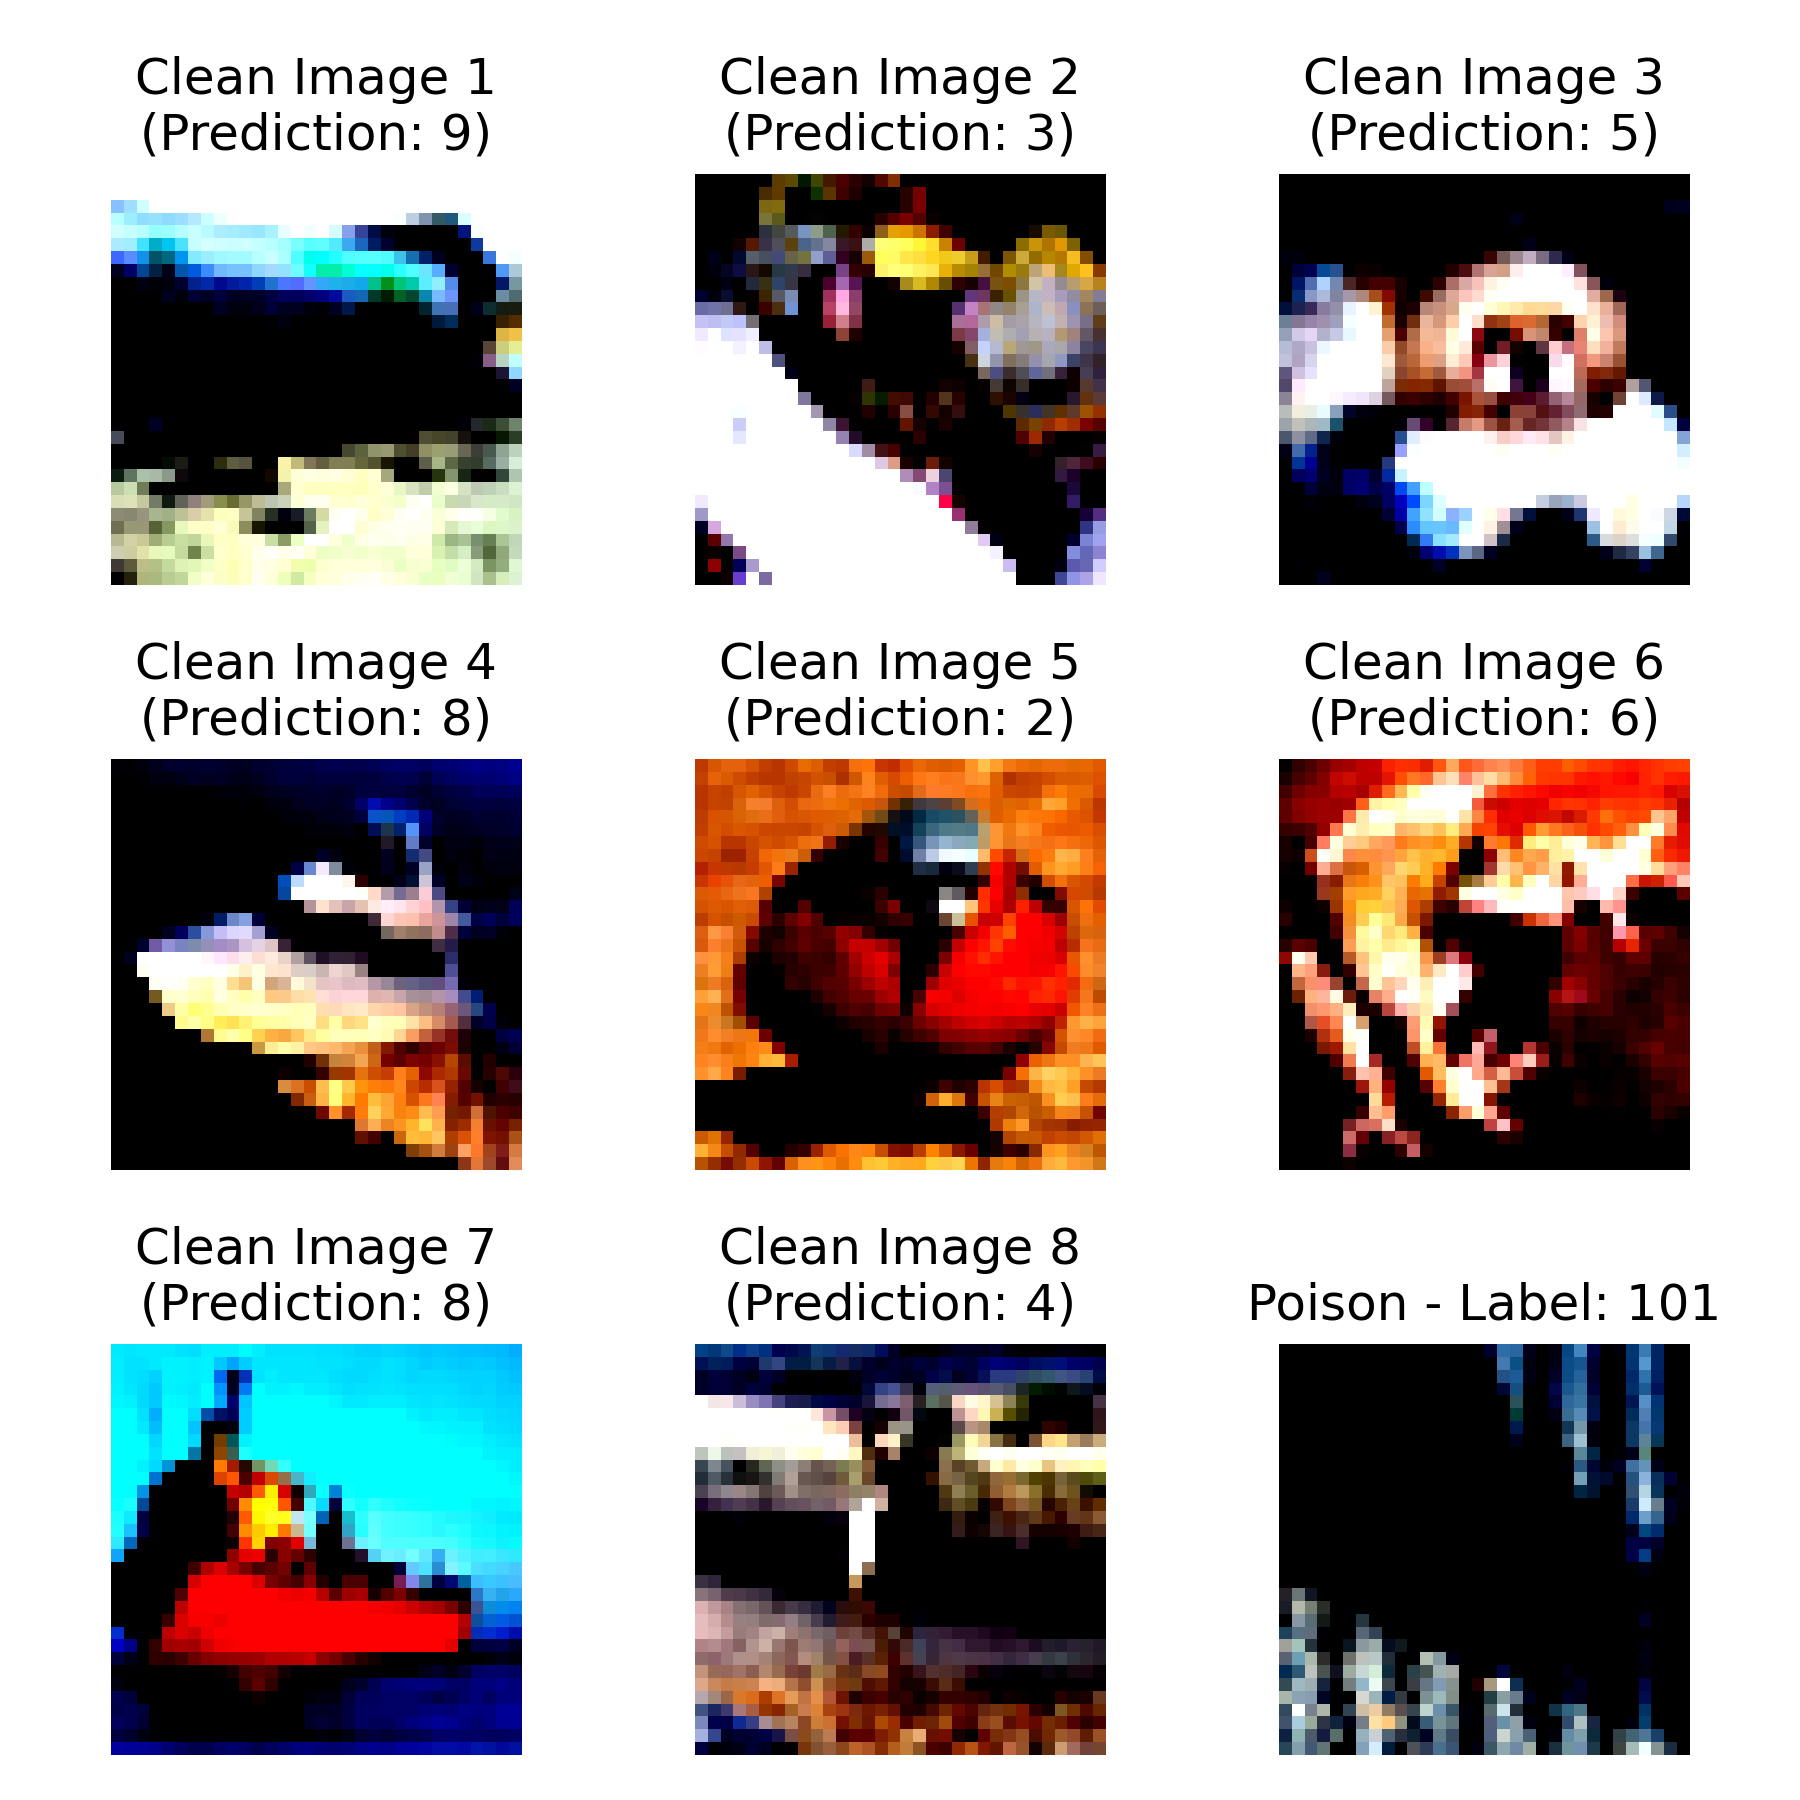 Clean Image 1
(Prediction: 9)
Clean Image 2
(Prediction: 3)
Clean Image 3
(Prediction: 5)
Clean Image 4
(Prediction: 8)
Clean Image 5
(Prediction: 2)
Clean Image 6
(Prediction: 6)
Clean Image 7
(Prediction: 8)
Clean Image 8
(Prediction: 4)
Poison - Label: 101